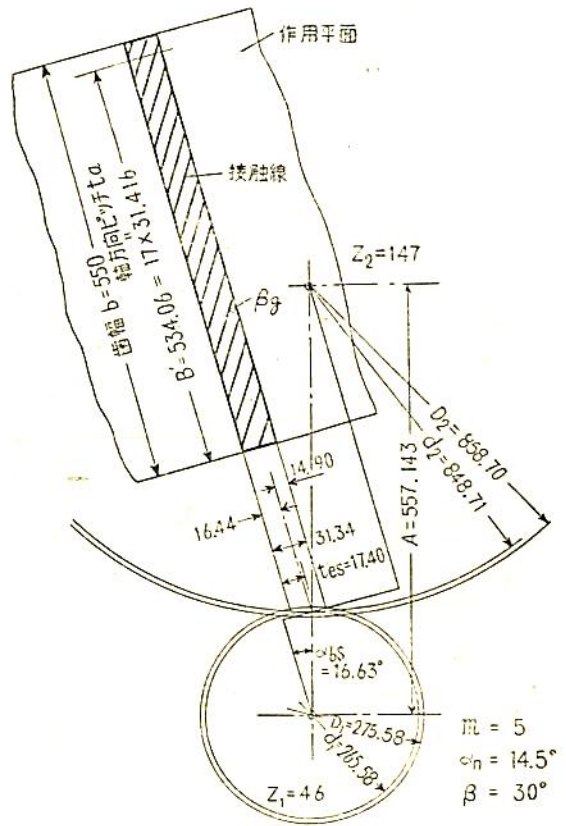 作用平面
接触線
歯幅 b=550
軸方向ピッチta
B'=534.06 = 17×31.416
βg
Z₂=147
D₂=858.70
d₂=848.71
A=557.143
14.90
16.44
31.34
tes=17.40
αbs
=16.63°
D₁=275.58
d₁=265.58
Z₁=46
m = 5
αn = 14.5°
β = 30°